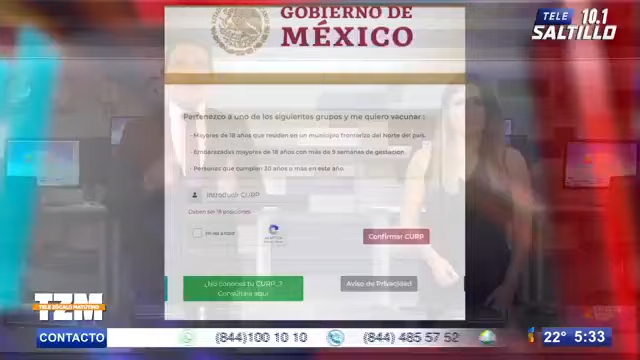 GOBIERNO DE
MÉXICO
TELE 10.1
SALTILLO
Pertenezco a uno de los siguientes grupos y me quiero vacunar :
- Mayores de 18 años que residen en un municipio fronterizo del Norte del país.
- Embarazadas mayores de 18 años con más de 9 semanas de gestación.
- Personas que cumplan 30 años o más en este año.
Introducir CURP
Deben ser 18 posiciones
Confirmar CURP
¿No conoces tu CURP...?
Consúltala aquí
Aviso de Privacidad
TZM
TELE ZÓCALO MATUTINO
CONTACTO
(844)100 10 10
(844) 485 57 52
22° 5:33